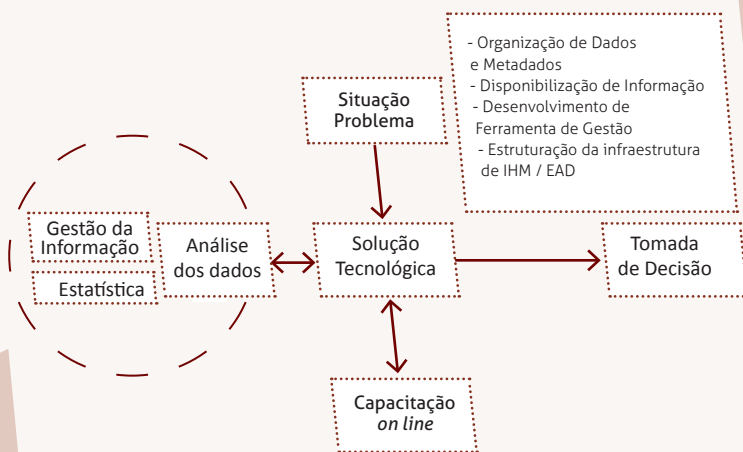 - Organização de Dados
e Metadados
- Disponibilização de Informação
- Desenvolvimento de
Ferramenta de Gestão
- Estruturação da infraestrutura
de IHM / EAD
Situação
Problema
Gestão da
Informação
Estatística
Análise
dos dados
Solução
Tecnológica
Tomada
de Decisão
Capacitação
on line